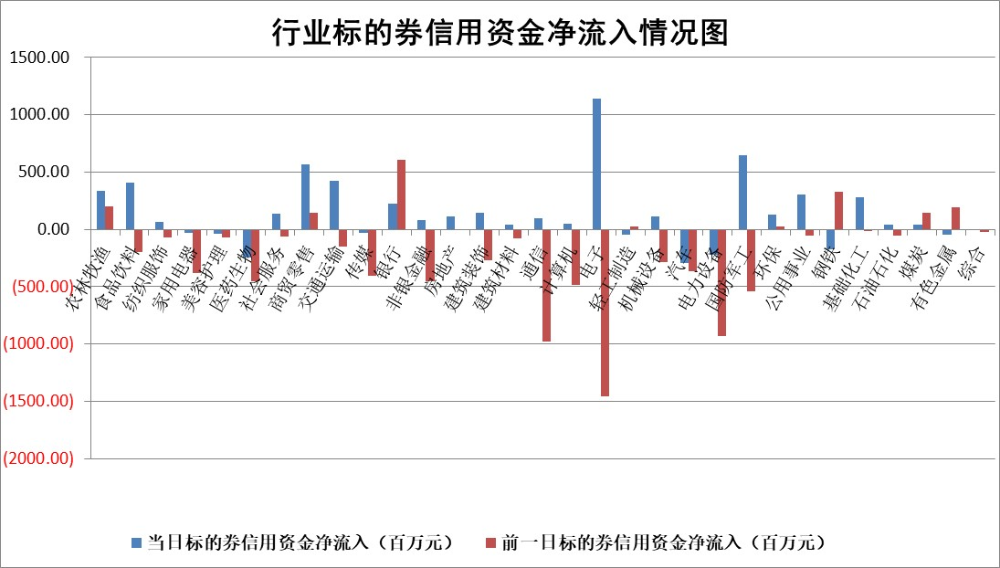 行业标的券信用资金净流入情况图
1500.00
1000.00
500.00
0.00
(500.00)
(1000.00)
(1500.00)
(2000.00)
农林牧渔
食品饮料
纺织服饰
家用电器
美容护理
医药生物
社会服务
商贸零售
交通运输
传媒
银行
非银金融
房地产
建筑装饰
建筑材料
通信
计算机
电子
轻工制造
机械设备
汽车
电力设备
国防军工
环保
公用事业
钢铁
基础化工
石油石化
煤炭
有色金属
综合
当日标的券信用资金净流入（百万元） 前一日标的券信用资金净流入（百万元）